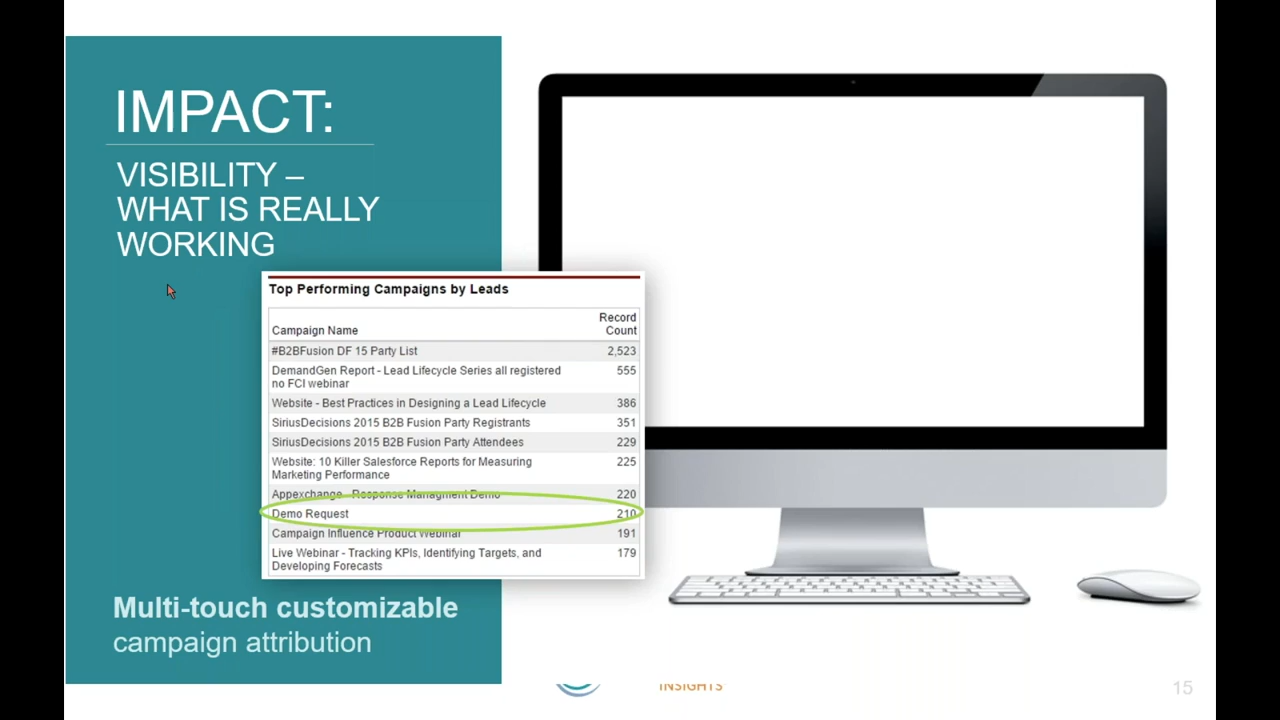 IMPACT:
VISIBILITY –
WHAT IS REALLY
WORKING
Top Performing Campaigns by Leads
Record
Campaign Name Count
#B2BFusion DF 15 Party List 2,523
DemandGen Report - Lead Lifecycle Series all registered 555
no FCI webinar
Website - Best Practices in Designing a Lead Lifecycle 386
SiriusDecisions 2015 B2B Fusion Party Registrants 351
SiriusDecisions 2015 B2B Fusion Party Attendees 229
Website: 10 Killer Salesforce Reports for Measuring 225
Marketing Performance
Appexchange - Response Managment Demo 220
Demo Request 210
Campaign Influence Product Webinar 191
Live Webinar - Tracking KPIs, Identifying Targets, and 179
Developing Forecasts
Multi-touch customizable
campaign attribution
INSIGHTS
15